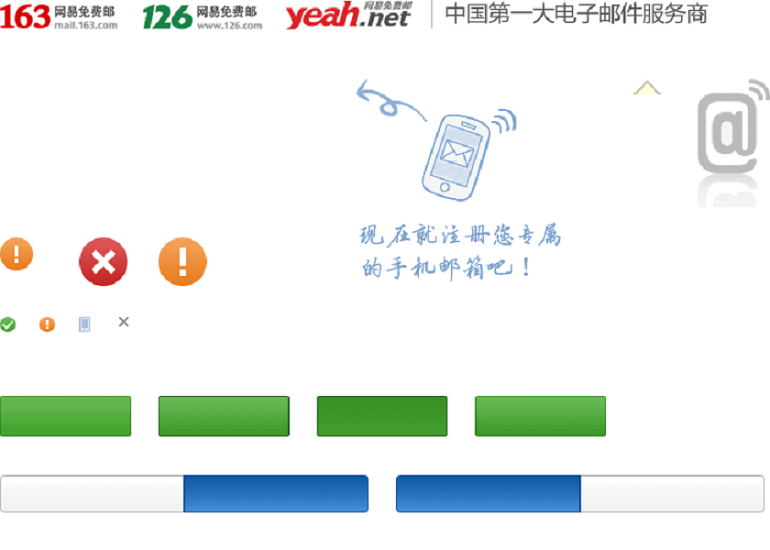 163 网易免费邮 mail.163.com
126 网易免费邮 www.126.com
yeah.net 网易免费邮
中国第一大电子邮件服务商
现在就注册您专属
的手机邮箱吧！